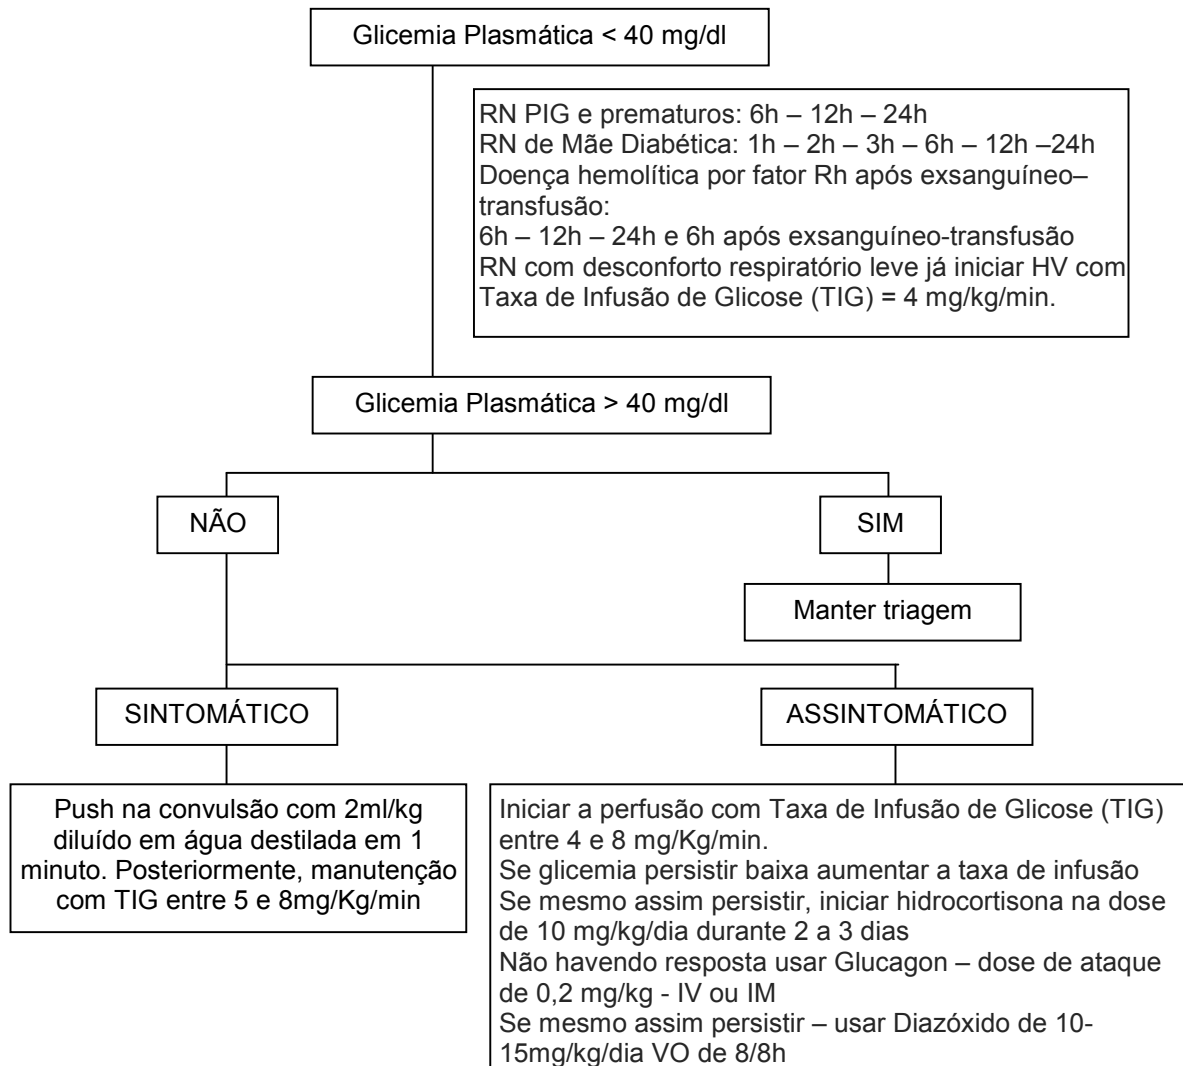 Glicemia Plasmática < 40 mg/dl
RN PIG e prematuros: 6h – 12h – 24h
RN de Mãe Diabética: 1h – 2h – 3h – 6h – 12h –24h
Doença hemolítica por fator Rh após exsanguíneo–
transfusão:
6h – 12h – 24h e 6h após exsanguíneo-transfusão
RN com desconforto respiratório leve já iniciar HV com
Taxa de Infusão de Glicose (TIG) = 4 mg/kg/min.
Glicemia Plasmática > 40 mg/dl
NÃO
SIM
Manter triagem
SINTOMÁTICO
ASSINTOMÁTICO
Push na convulsão com 2ml/kg
diluído em água destilada em 1
minuto. Posteriormente, manutenção
com TIG entre 5 e 8mg/Kg/min
Iniciar a perfusão com Taxa de Infusão de Glicose (TIG)
entre 4 e 8 mg/Kg/min.
Se glicemia persistir baixa aumentar a taxa de infusão
Se mesmo assim persistir, iniciar hidrocortisona na dose
de 10 mg/kg/dia durante 2 a 3 dias
Não havendo resposta usar Glucagon – dose de ataque
de 0,2 mg/kg - IV ou IM
Se mesmo assim persistir – usar Diazóxido de 10-
15mg/kg/dia VO de 8/8h